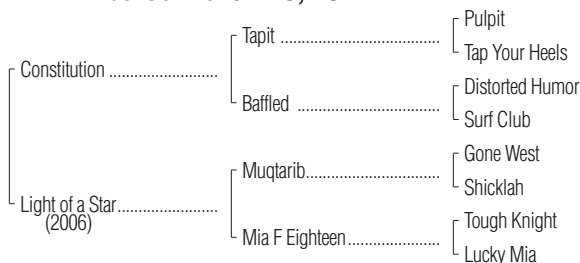 Constitution
Light of a Star
(2006)
Tapit
Baffled
Muqtarib
Mia F Eighteen
Pulpit
Tap Your Heels
Distorted Humor
Surf Club
Gone West
Shicklah
Tough Knight
Lucky Mia